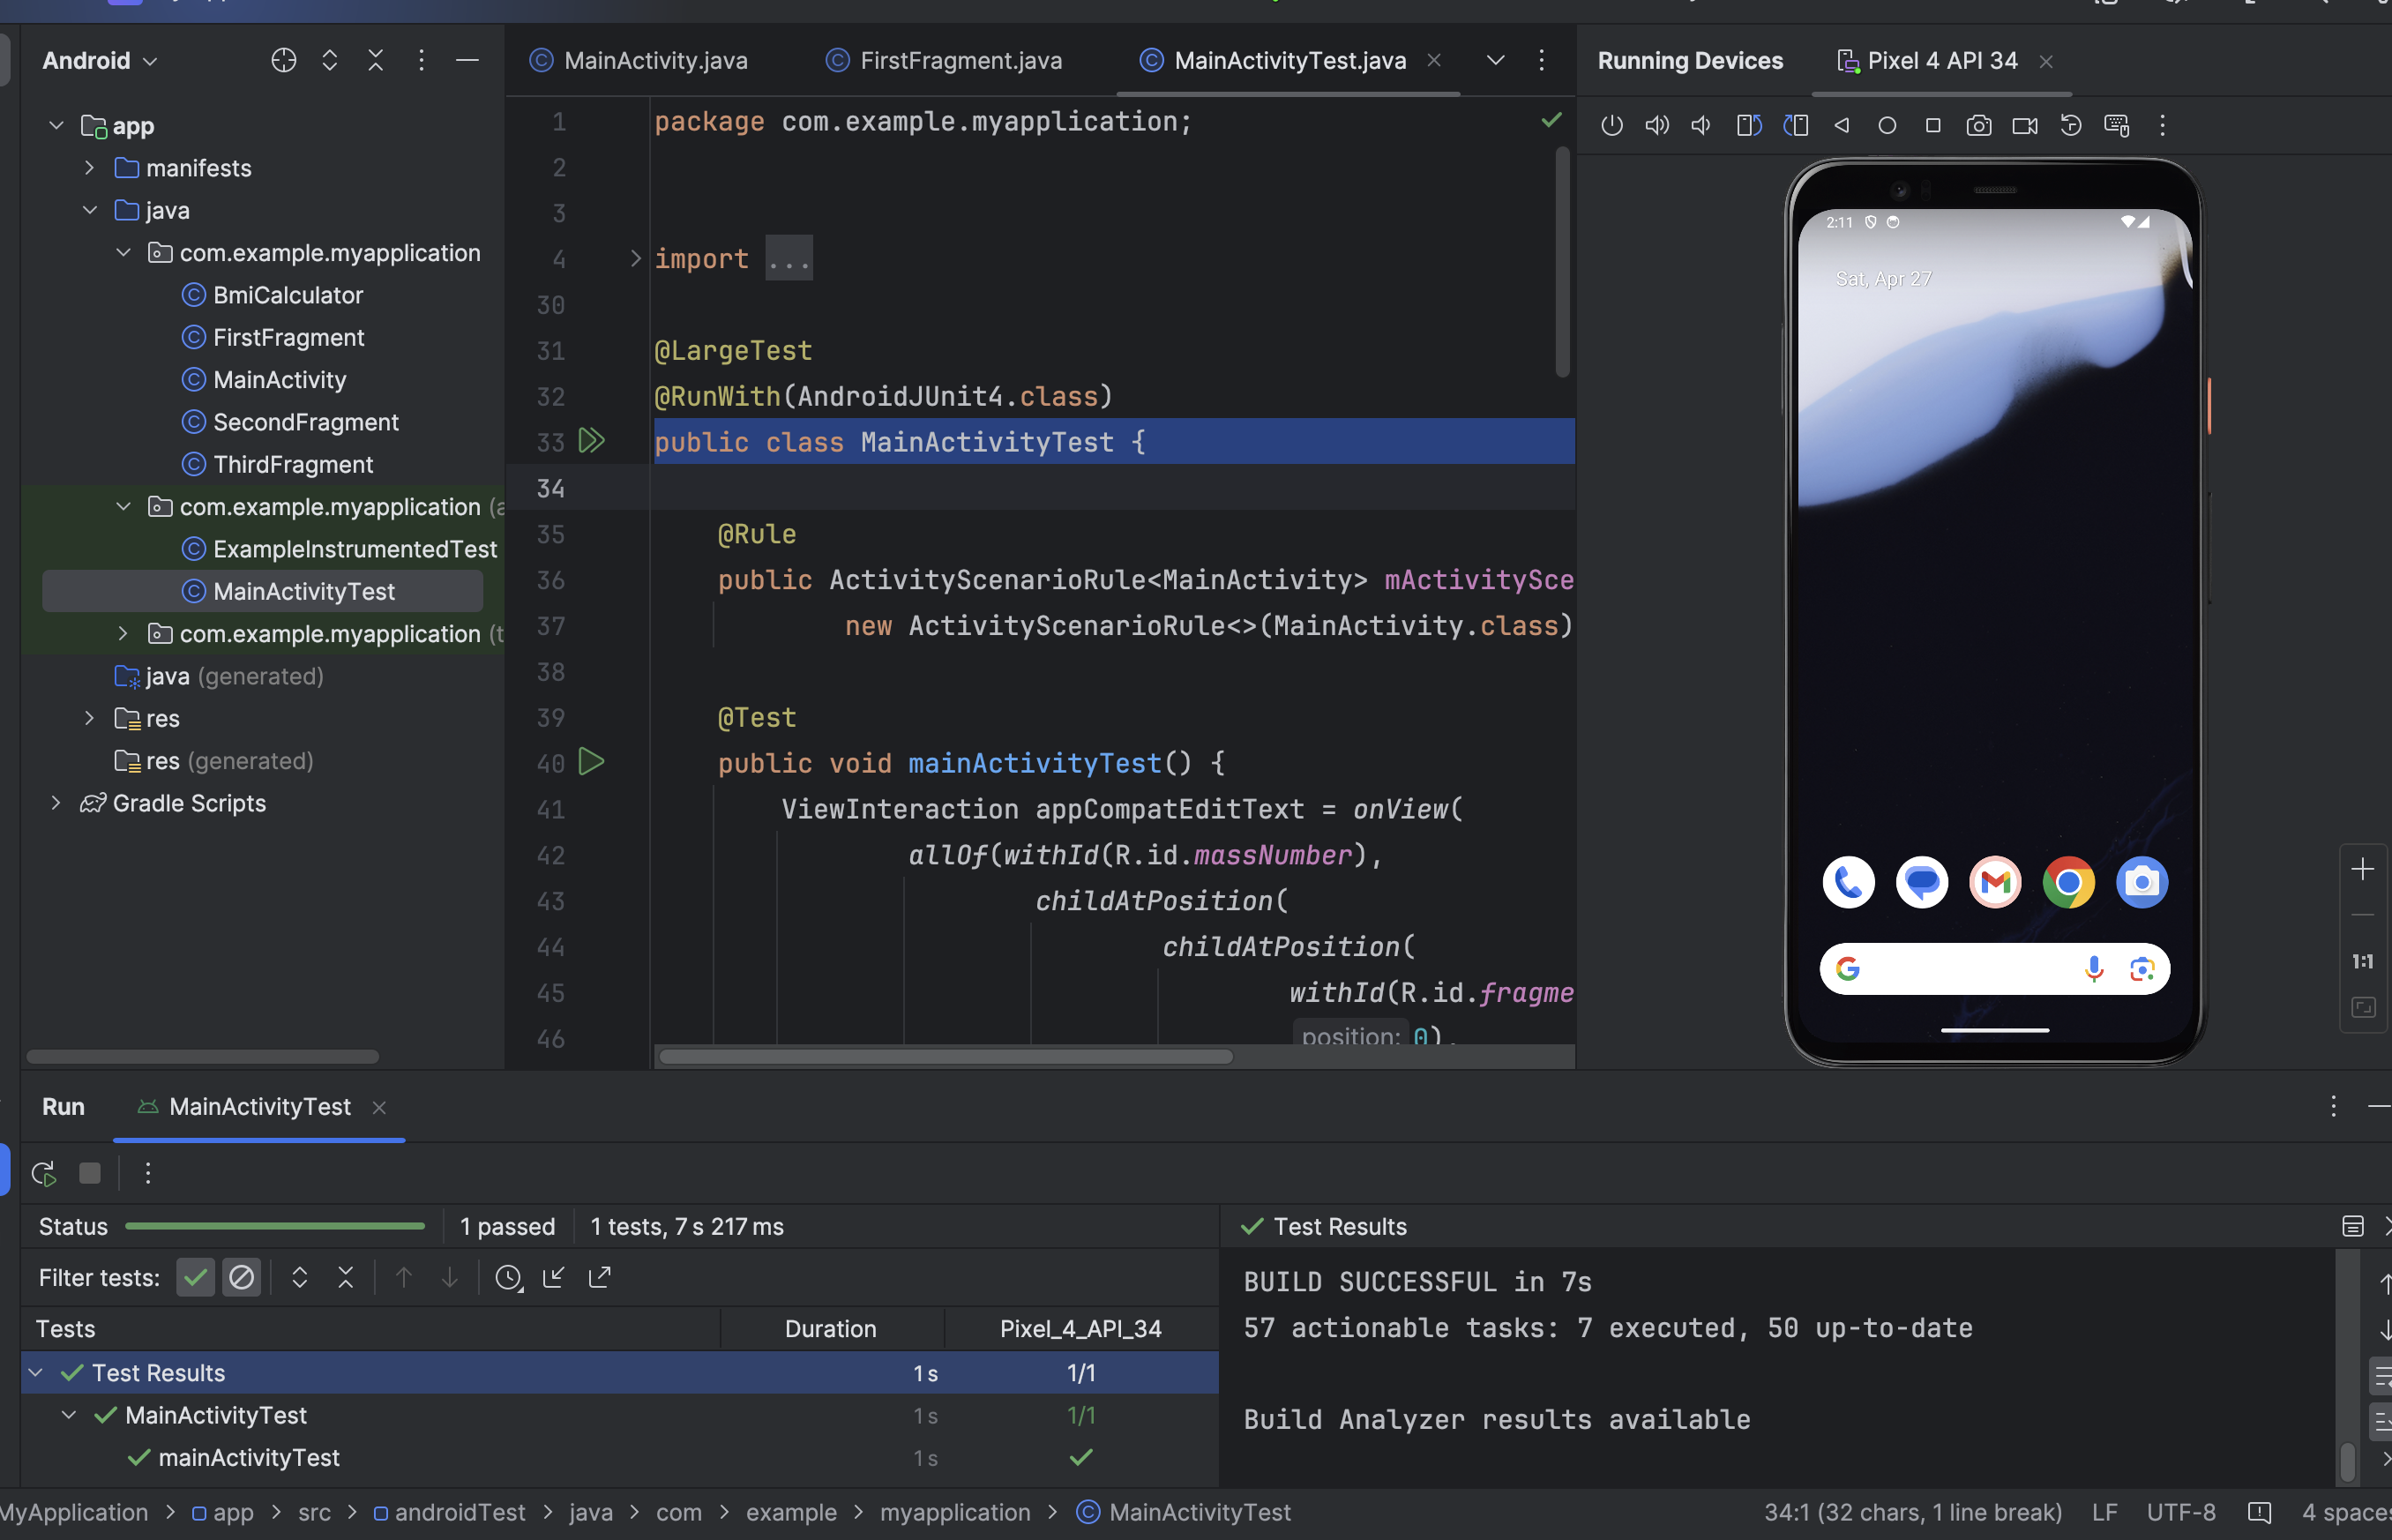 Android
app
manifests
java
com.example.myapplication
BmiCalculator
FirstFragment
MainActivity
SecondFragment
ThirdFragment
com.example.myapplication (a
ExampleInstrumentedTest
MainActivityTest
com.example.myapplication (t
java (generated)
res
res (generated)
Gradle Scripts
MainActivity.java
FirstFragment.java
MainActivityTest.java
1 package com.example.myapplication;
2
3
4 import ...
30
31 @LargeTest
32 @RunWith(AndroidJUnit4.class)
33 public class MainActivityTest {
34
35 @Rule
36 public ActivityScenarioRule<MainActivity> mActivitySce
37 new ActivityScenarioRule<>(MainActivity.class)
38
39 @Test
40 public void mainActivityTest() {
41 ViewInteraction appCompatEditText = onView(
42 allOf(withId(R.id.massNumber),
43 childAtPosition(
44 childAtPosition(
45 withId(R.id.fragme
46 position: 0),
Running Devices
Pixel 4 API 34
2:11
Sat, Apr 27
1:1
Run
MainActivityTest
Status
1 passed
1 tests, 7 s 217 ms
Filter tests:
Tests Duration Pixel_4_API_34
Test Results 1 s 1/1
MainActivityTest 1 s 1/1
mainActivityTest 1 s
Test Results
BUILD SUCCESSFUL in 7s
57 actionable tasks: 7 executed, 50 up-to-date
Build Analyzer results available
MyApplication > app > src > androidTest > java > com > example > myapplication > MainActivityTest
34:1 (32 chars, 1 line break) LF UTF-8 4 spaces